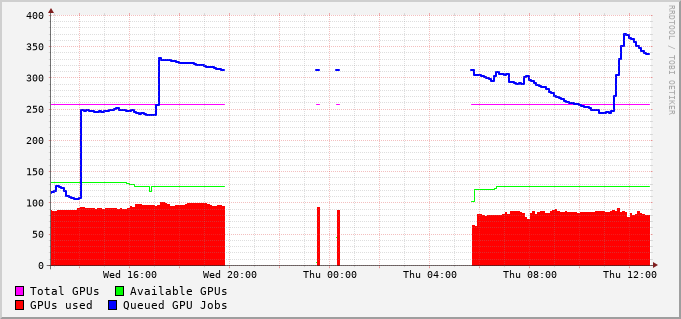 400
350
300
250
200
150
100
50
0
Wed 16:00 Wed 20:00 Thu 00:00 Thu 04:00 Thu 08:00 Thu 12:00
Total GPUs Available GPUs
GPUs used Queued GPU Jobs
RRDTOOL / TOBI OETIKER